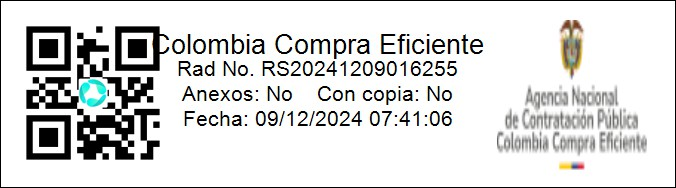 Colombia Compra Eficiente
Rad No. RS20241209016255
Anexos: No    Con copia: No
Fecha: 09/12/2024 07:41:06
Agencia Nacional
de Contratación Pública
Colombia Compra Eficiente